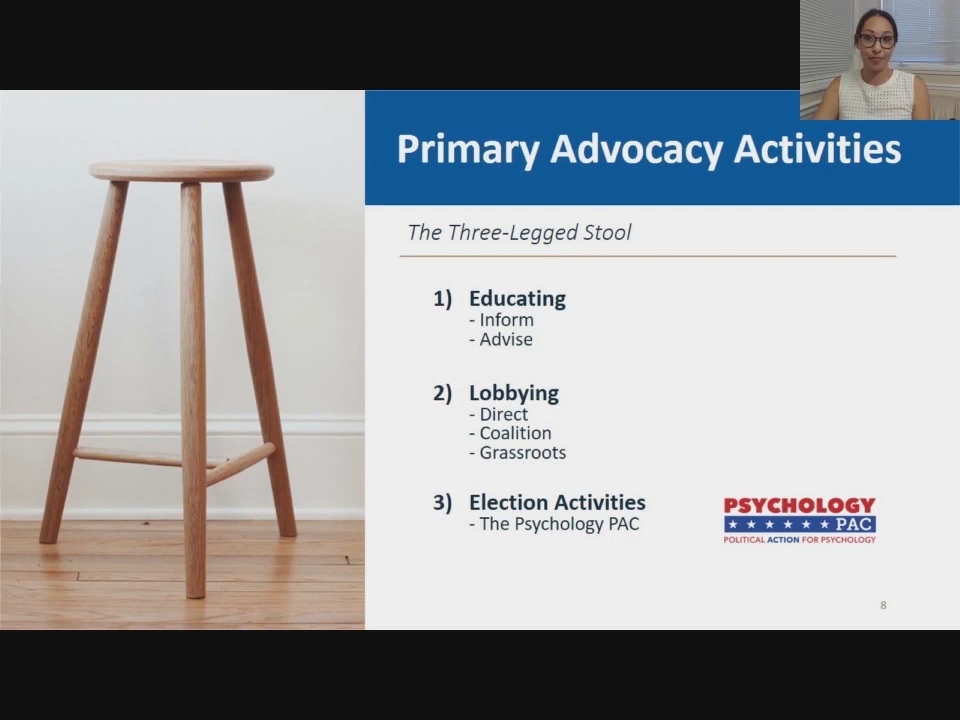 Primary Advocacy Activities
The Three-Legged Stool
1) Educating
- Inform
- Advise
2) Lobbying
- Direct
- Coalition
- Grassroots
3) Election Activities
- The Psychology PAC
PSYCHOLOGY
PAC
POLITICAL ACTION FOR PSYCHOLOGY
8